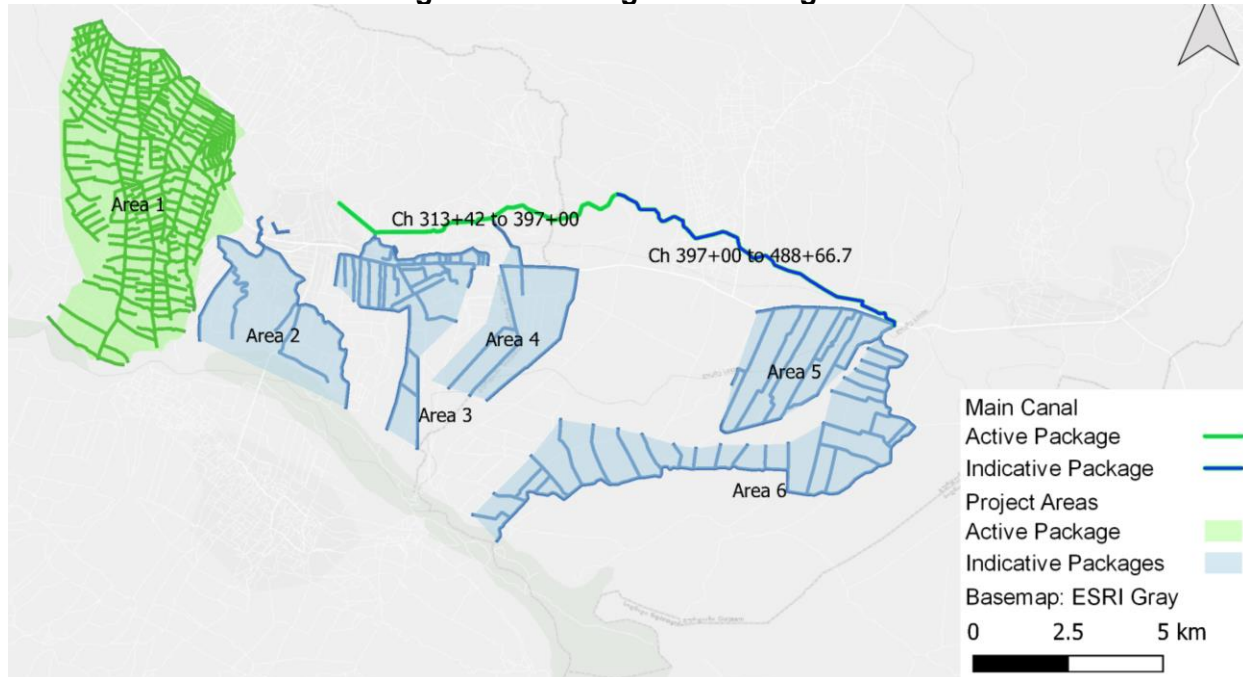 Area 1
Ch 313+42 to 397+00
Ch 397+00 to 488+66.7
Area 2
Area 4
Area 5
Area 3
Area 6
Main Canal
Active Package
Indicative Package
Project Areas
Active Package
Indicative Packages
Basemap: ESRI Gray
0 2.5 5 km